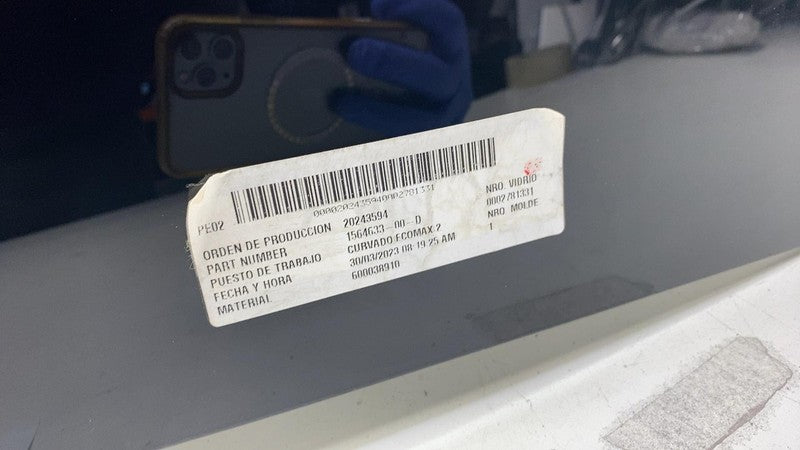 PE02
00002024359400002781331
ORDEN DE PRODUCCION 20243594
PART NUMBER 1564633-00-D
PUESTO DE TRABAJO CURVADO.ECOMAX.2
FECHA Y HORA 30/03/2023 08:19:25 AM
MATERIAL 600038910
NRO. VIDRIO
0002781331
NRO MOLDE
1